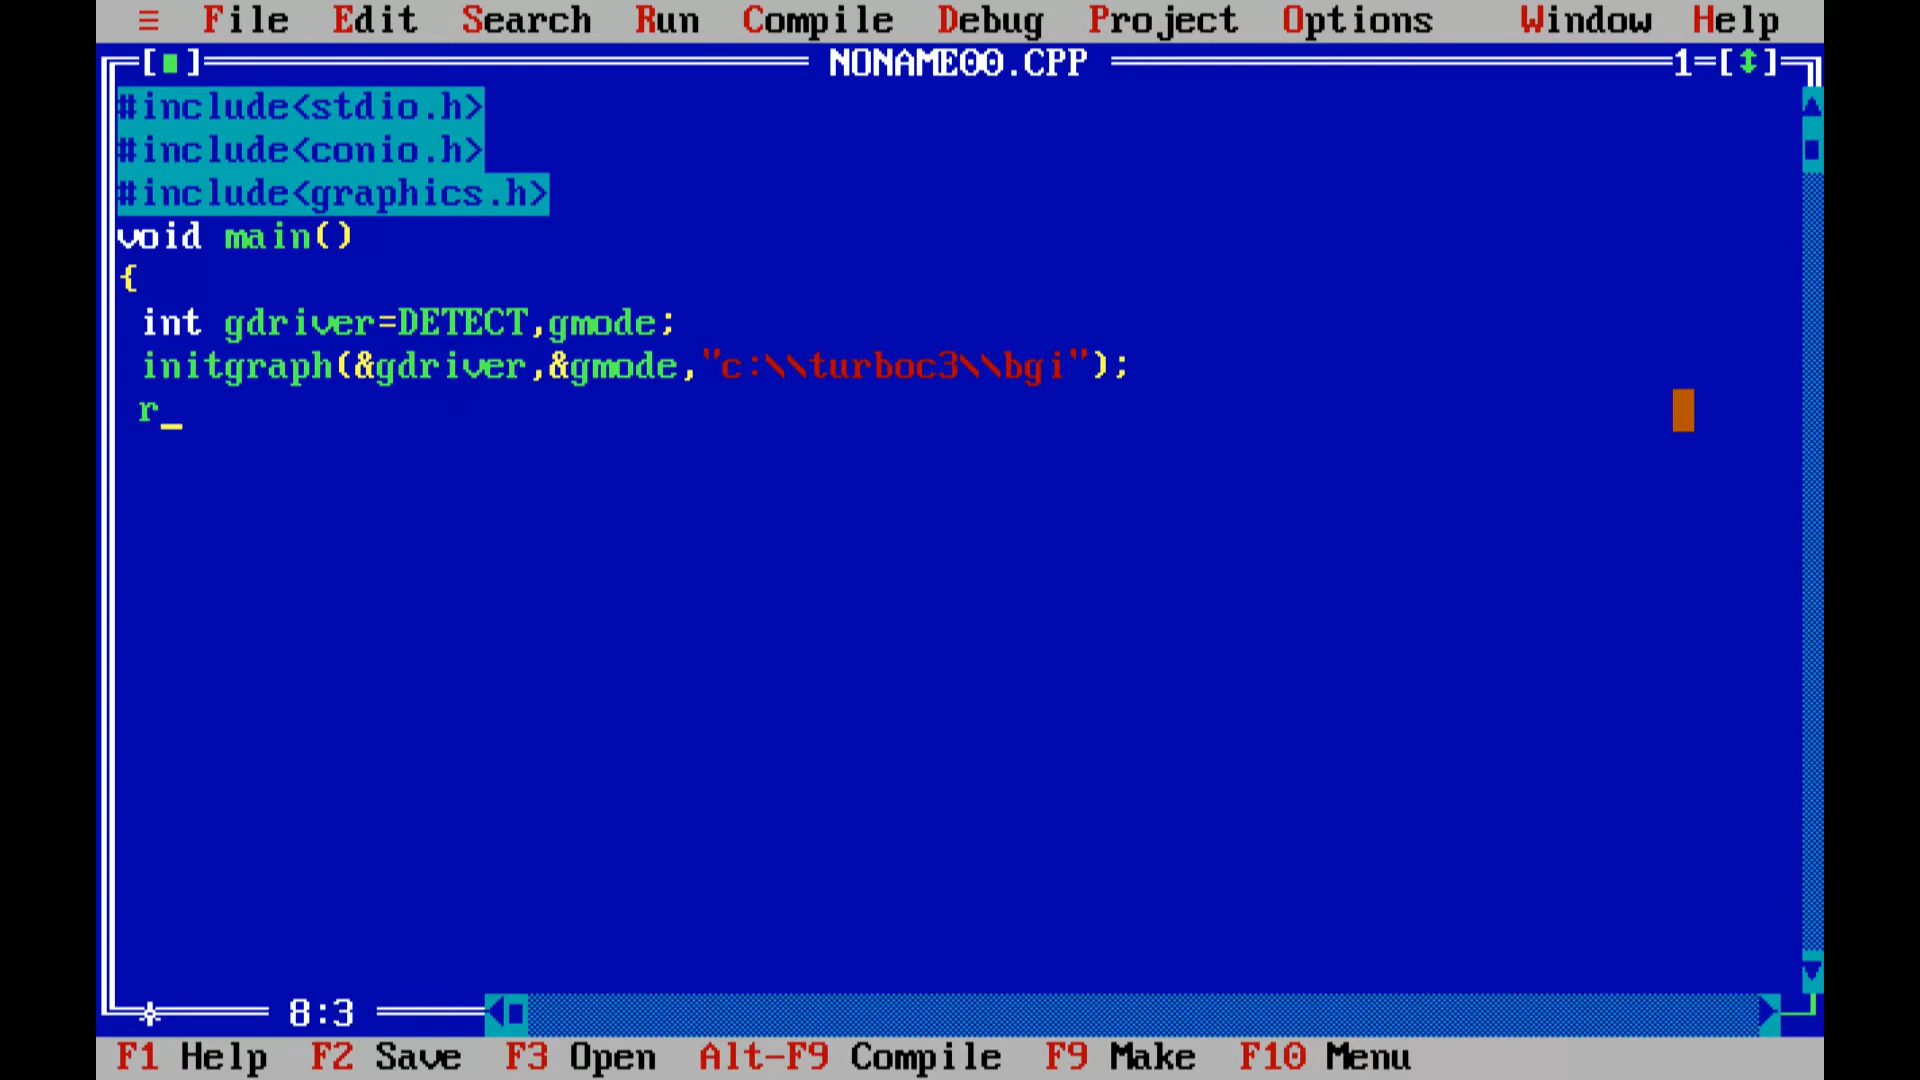 ≡ File Edit Search Run Compile Debug Project Options Window Help
[■] NONAME00.CPP 1=[↕]
#include<stdio.h>
#include<conio.h>
#include<graphics.h>
void main()
{
int gdriver=DETECT,gmode;
initgraph(&gdriver,&gmode,"c:\\turboc3\\bgi");
r_
8:3
F1 Help F2 Save F3 Open Alt-F9 Compile F9 Make F10 Menu